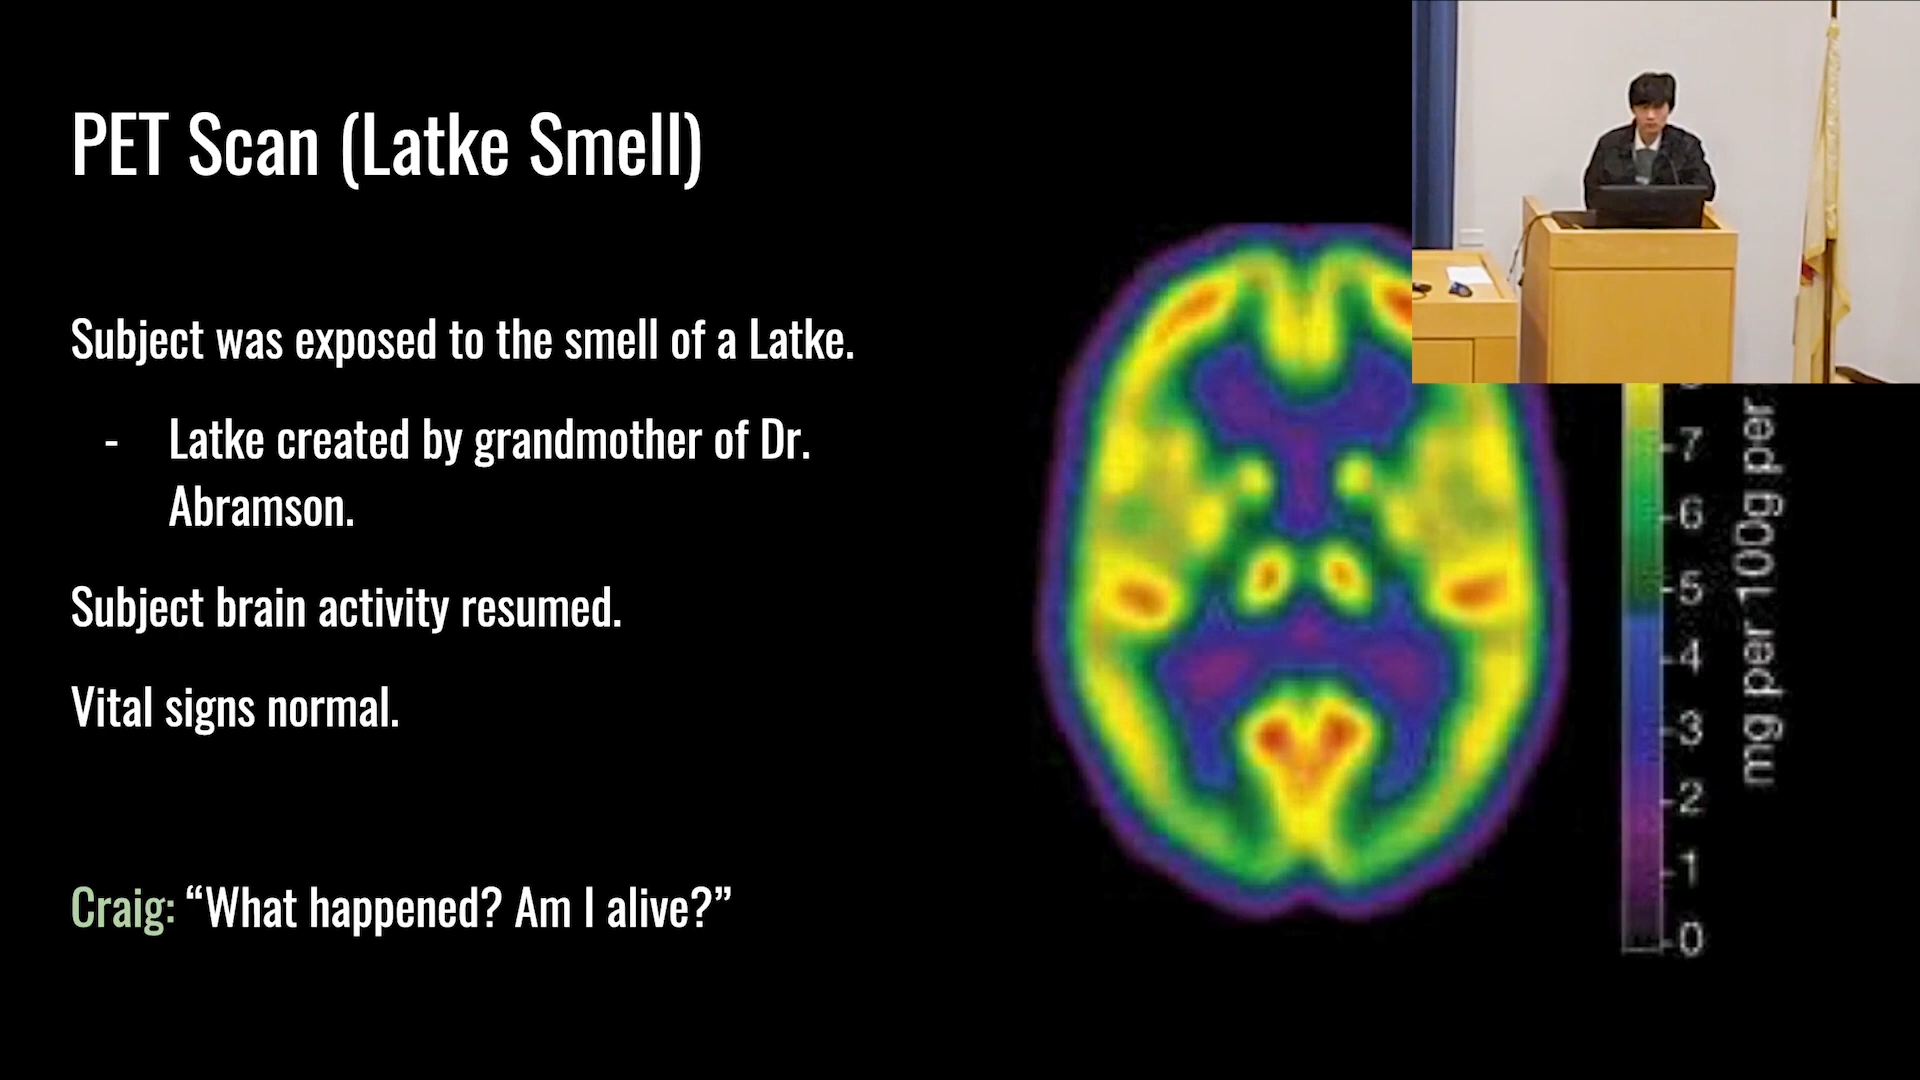 PET Scan (Latke Smell)
Subject was exposed to the smell of a Latke.
- Latke created by grandmother of Dr.
Abramson.
Subject brain activity resumed.
Vital signs normal.
Craig: “What happened? Am I alive?”
7
6
5
4
3
2
1
0
mg per 100g per